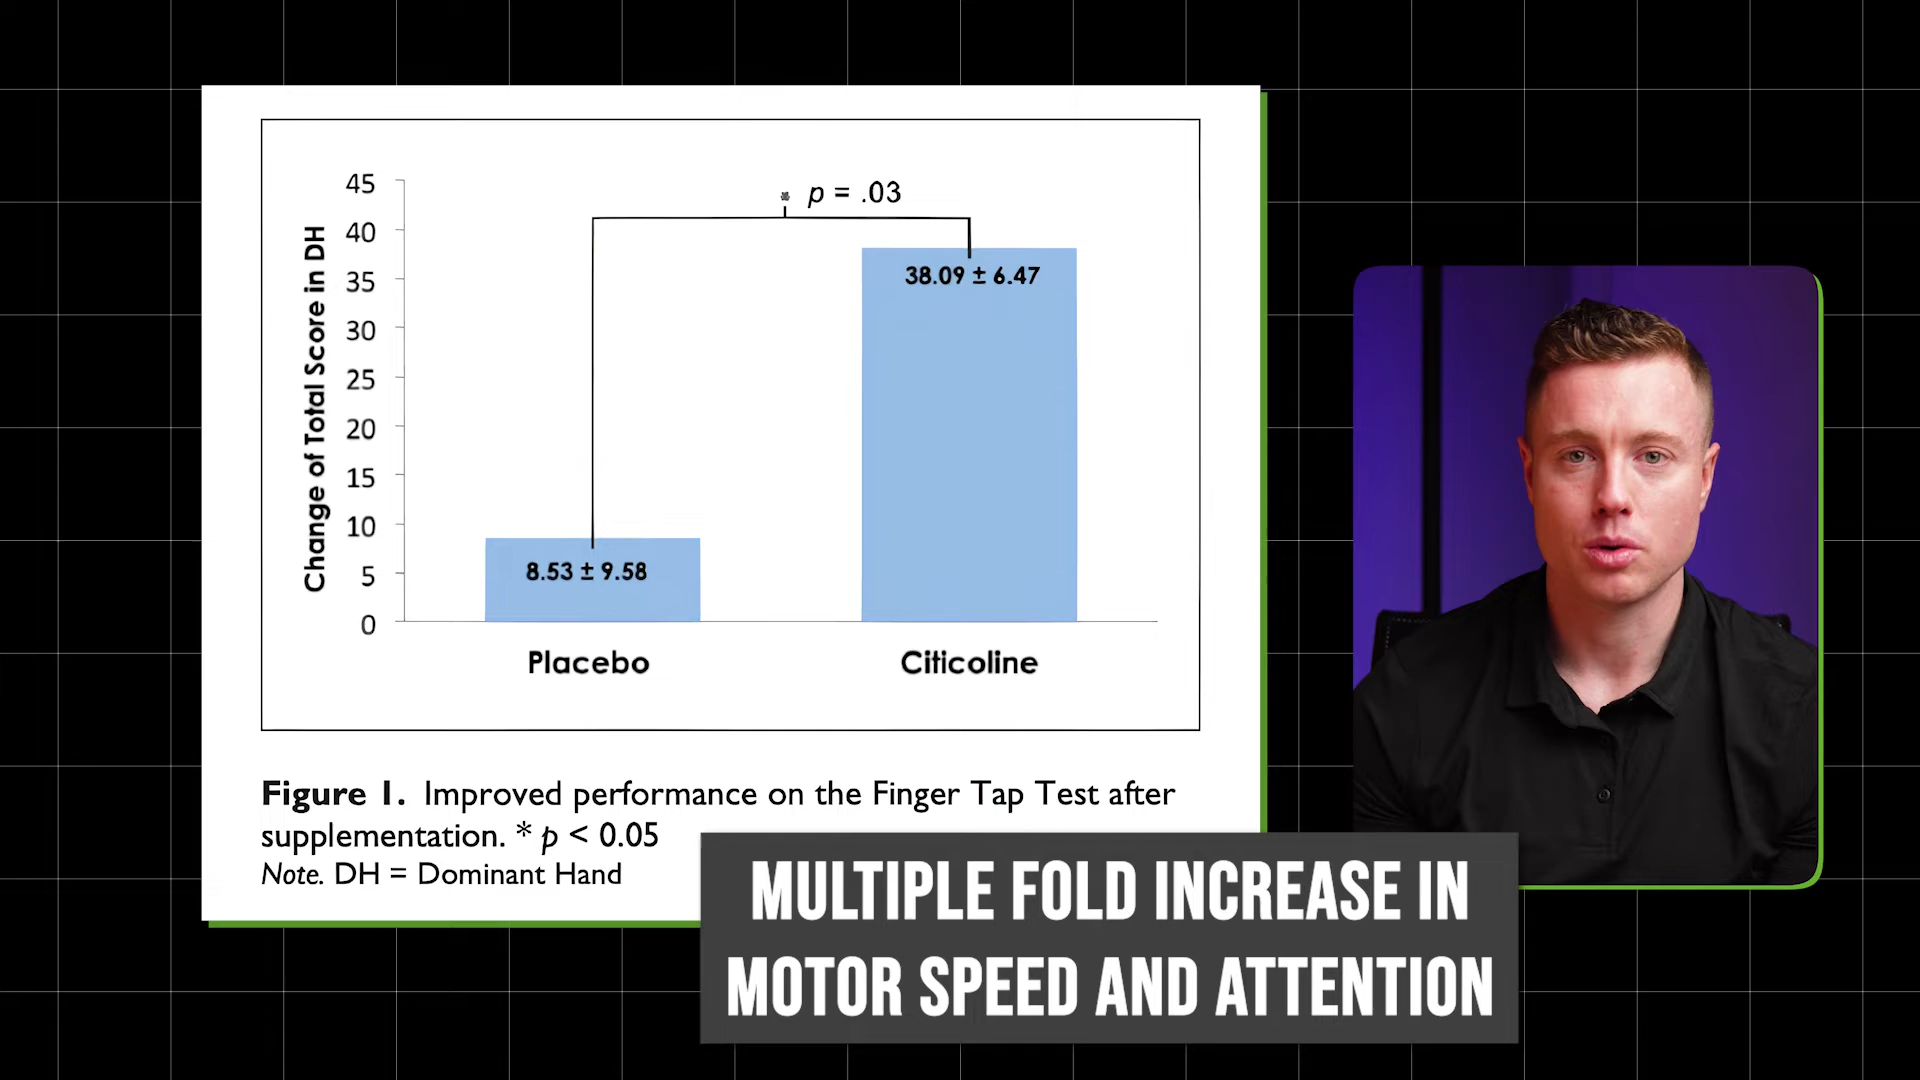 45
40
35
30
25
20
15
10
5
0
Change of Total Score in DH
* p = .03
8.53 ± 9.58
38.09 ± 6.47
Placebo
Citicoline
Figure 1. Improved performance on the Finger Tap Test after
supplementation. * p < 0.05
Note. DH = Dominant Hand
MULTIPLE FOLD INCREASE IN
MOTOR SPEED AND ATTENTION